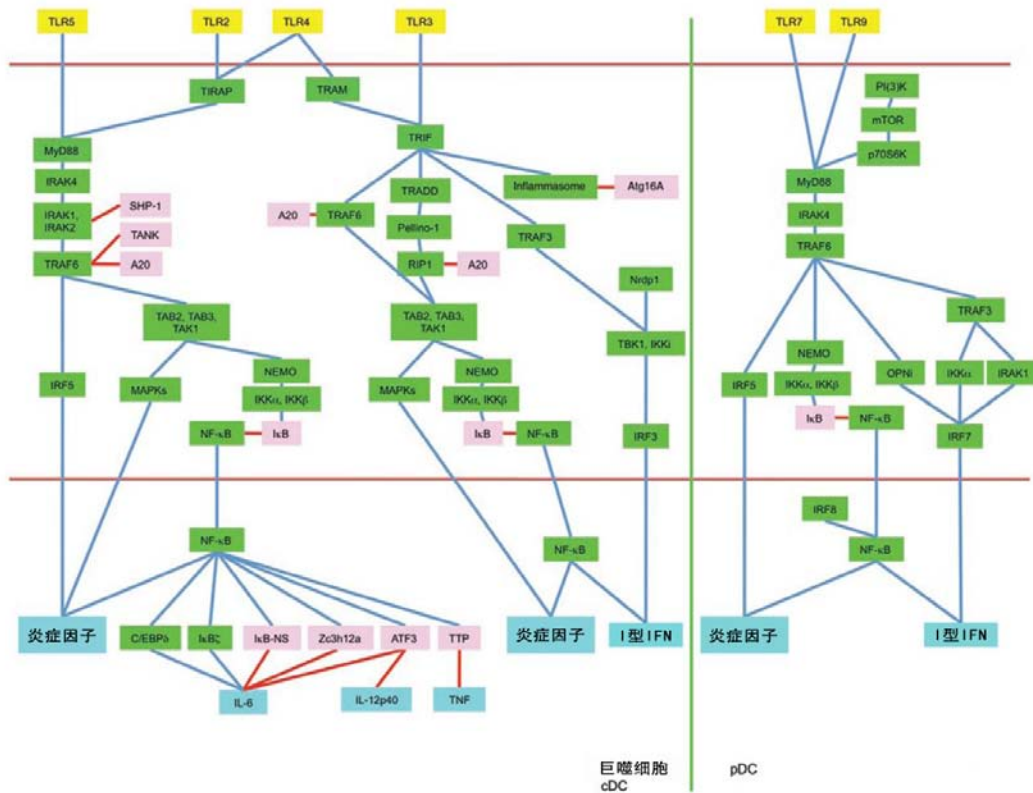 TLR5
TLR2
TLR4
TLR3
TLR7
TLR9
TIRAP
TRAM
PI(3)K
mTOR
TRIF
p70S6K
MyD88
IRAK4
TRADD
Inflammasome
Atg16A
MyD88
SHP-1
IRAK1,
IRAK2
A20
TRAF6
Pellino-1
IRAK4
TANK
TRAF3
TRAF6
TRAF6
A20
RIP1
A20
Nrdp1
TAB2, TAB3,
TAK1
TAB2, TAB3,
TAK1
TRAF3
TBK1, IKKi
NEMO
IRF5
MAPKs
NEMO
IKKα, IKKβ
MAPKs
NEMO
IKKα, IKKβ
IRF5
IKKα, IKKβ
OPNi
IKKα
IRAK1
IκB
NF-κB
NF-κB
IκB
IκB
NF-κB
IRF3
IRF7
IRF8
NF-κB
NF-κB
NF-κB
炎症因子
C/EBPδ
IκBζ
IκB-NS
Zc3h12a
ATF3
TTP
炎症因子
I型IFN
炎症因子
I型IFN
IL-6
IL-12p40
TNF
巨噬细胞
cDC
pDC